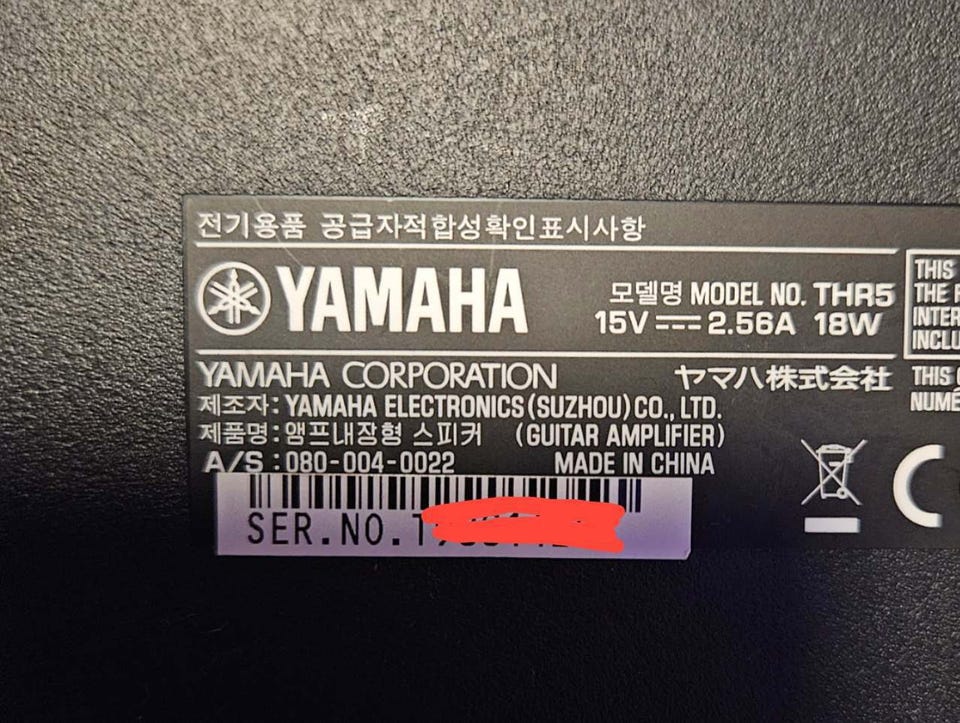 전기용품 공급자적합성확인표시사항
YAMAHA
모델명 MODEL NO. THR5
15V⎓2.56A 18W
YAMAHA CORPORATION ヤマハ株式会社
제조자: YAMAHA ELECTRONICS (SUZHOU) CO., LTD.
제품명: 앰프내장형 스피커 (GUITAR AMPLIFIER)
A/S : 080-004-0022 MADE IN CHINA
SER.NO.
THIS
THE
INTER
INCLU
THIS
NUMÉ
CE